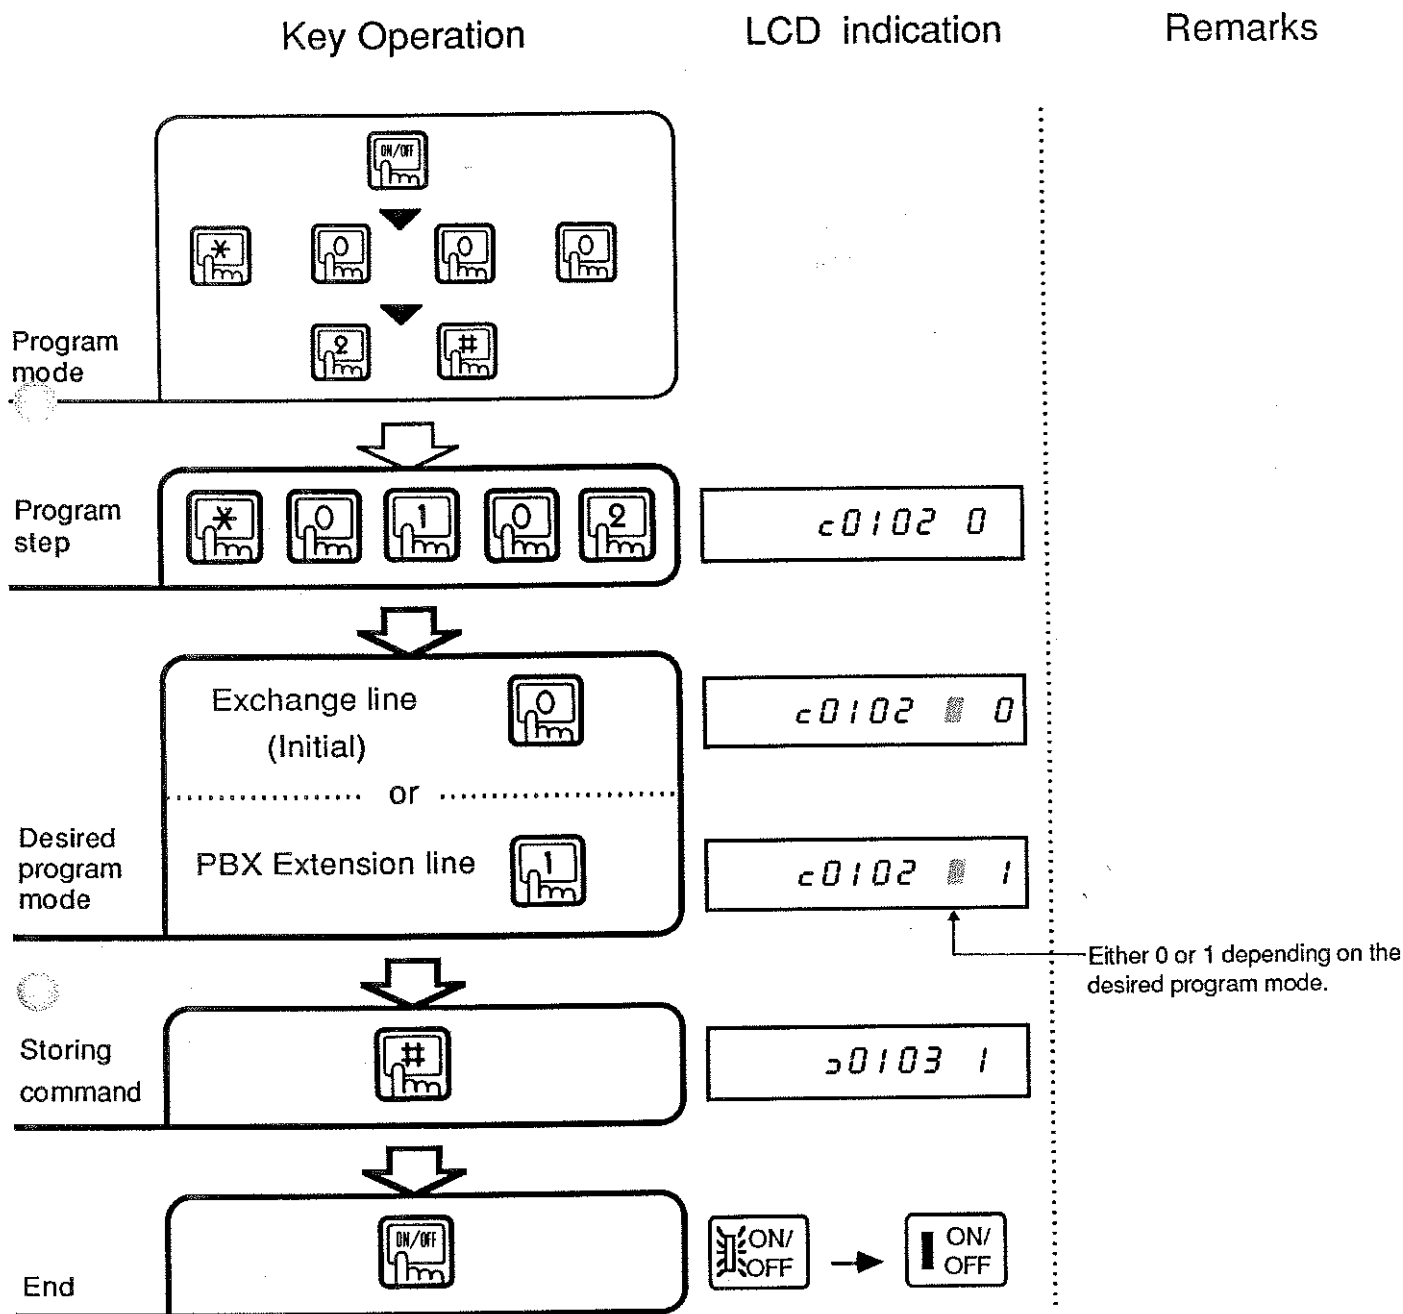 Key Operation
LCD indication
Remarks
ON/OFF
* 0 0 0
2 #
Program
mode
Program
step
* 0 1 0 2
c0102 0
Exchange line
(Initial)
0
c0102 0
or
Desired
program
mode
PBX Extension line
1
c0102 1
Either 0 or 1 depending on the
desired program mode.
Storing
command
#
ɔ0103 1
End
ON/OFF
ON/
OFF
ON/
OFF